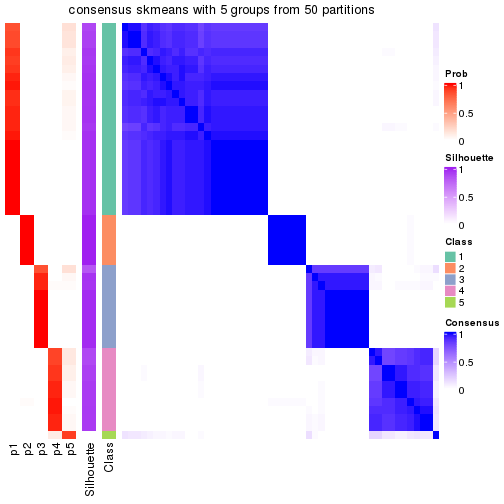 consensus skmeans with 5 groups from 50 partitions
Prob
1
0.5
0
Silhouette
1
0.5
0
Class
1
2
3
4
5
Consensus
1
0.5
0
p1
p2
p3
p4
p5
Silhouette
Class